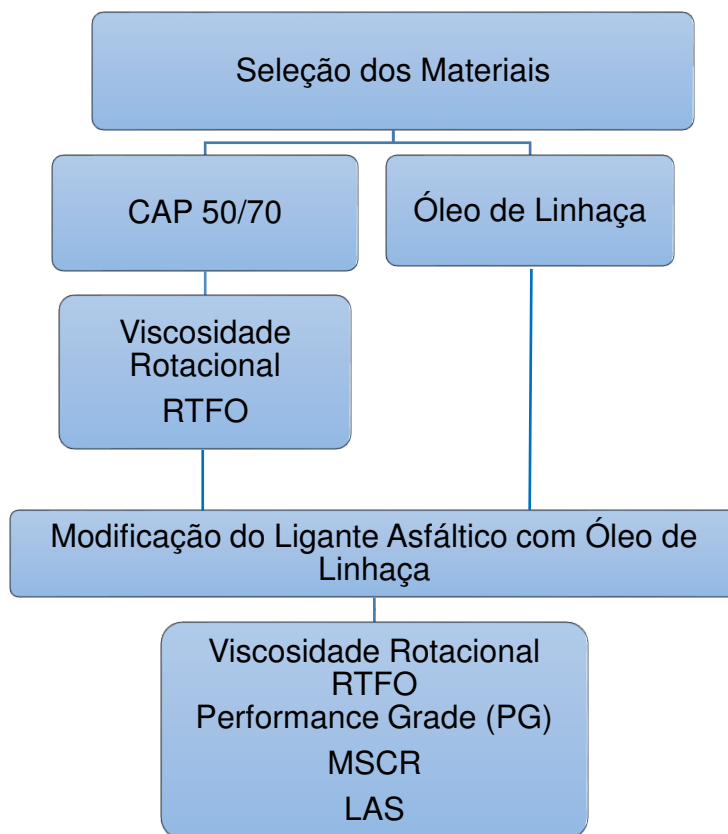 Seleção dos Materiais
CAP 50/70
Óleo de Linhaça
Viscosidade
Rotacional
RTFO
Modificação do Ligante Asfáltico com Óleo de
Linhaça
Viscosidade Rotacional
RTFO
Performance Grade (PG)
MSCR
LAS